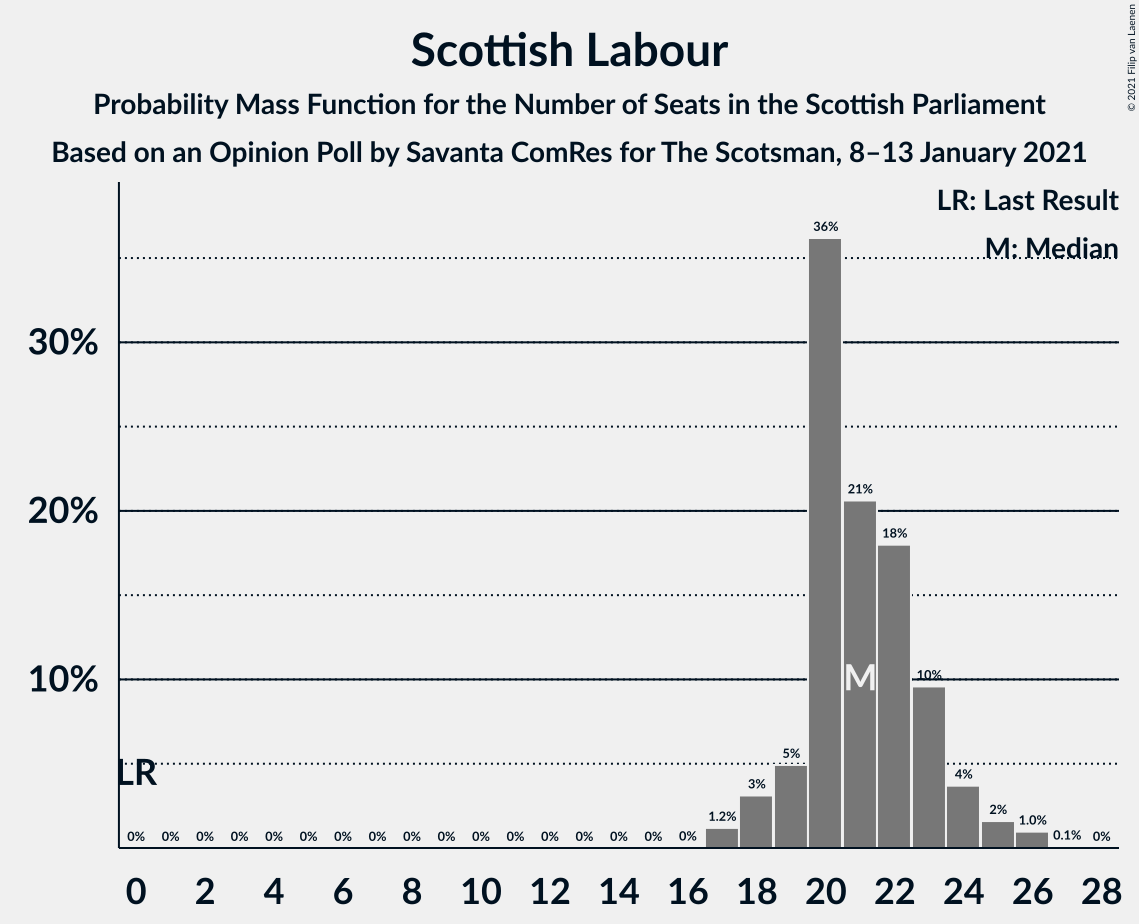 Scottish Labour
Probability Mass Function for the Number of Seats in the Scottish Parliament
Based on an Opinion Poll by Savanta ComRes for The Scotsman, 8–13 January 2021
© 2021 Filip van Laenen
LR: Last Result
M: Median
36%
30%
21%
20%
18%
10%
10%
M
LR
5%
4%
3%
2%
1.2%
1.0%
0% 0% 0% 0% 0% 0% 0% 0% 0% 0% 0% 0% 0% 0% 0% 0% 0% 0.1% 0%
0 2 4 6 8 10 12 14 16 18 20 22 24 26 28